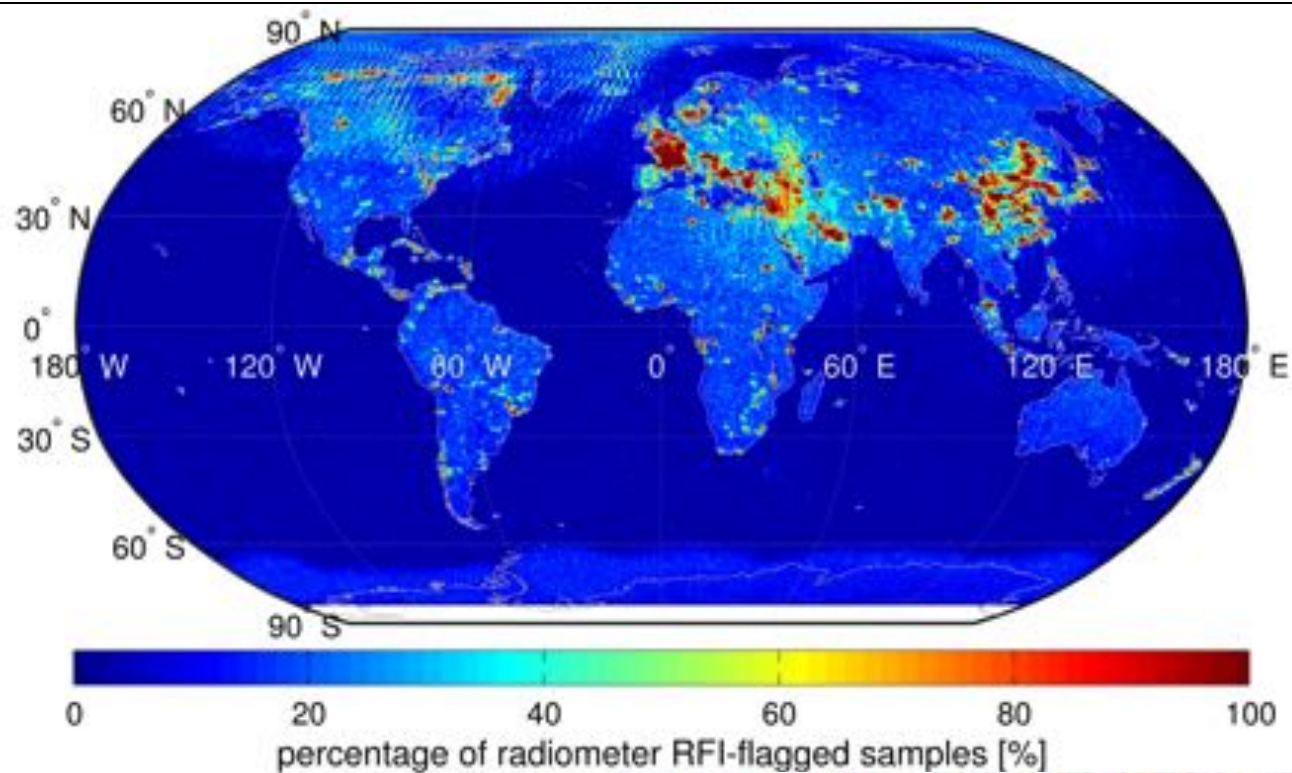 90° N
60° N
30° N
0°
180° W 120° W 60° W 0° 60° E 120° E 180° E
30° S
60° S
90° S
0 20 40 60 80 100
percentage of radiometer RFI-flagged samples [%]